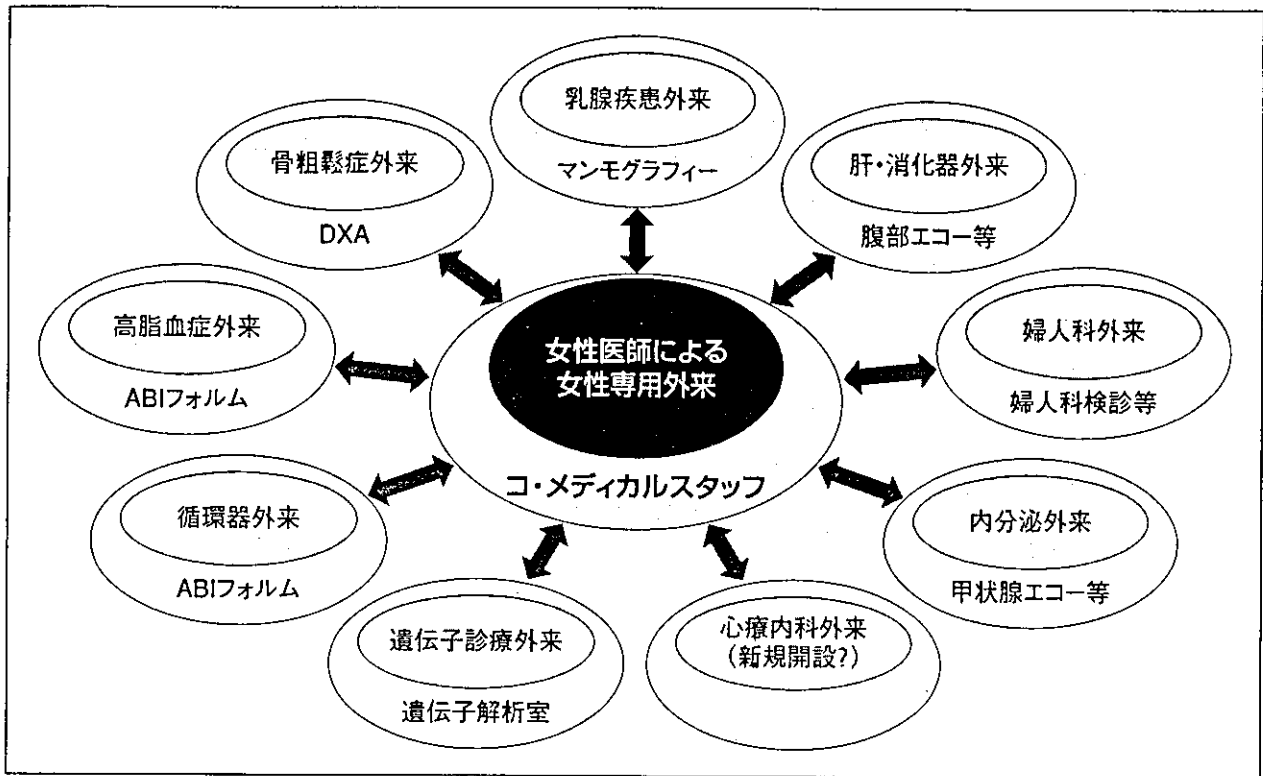 乳腺疾患外来
マンモグラフィー
骨粗鬆症外来
DXA
肝・消化器外来
腹部エコー等
高脂血症外来
ABIフォルム
女性医師による
女性専用外来
コ・メディカルスタッフ
婦人科外来
婦人科検診等
循環器外来
ABIフォルム
内分泌外来
甲状腺エコー等
遺伝子診療外来
遺伝子解析室
心療内科外来
(新規開設?)